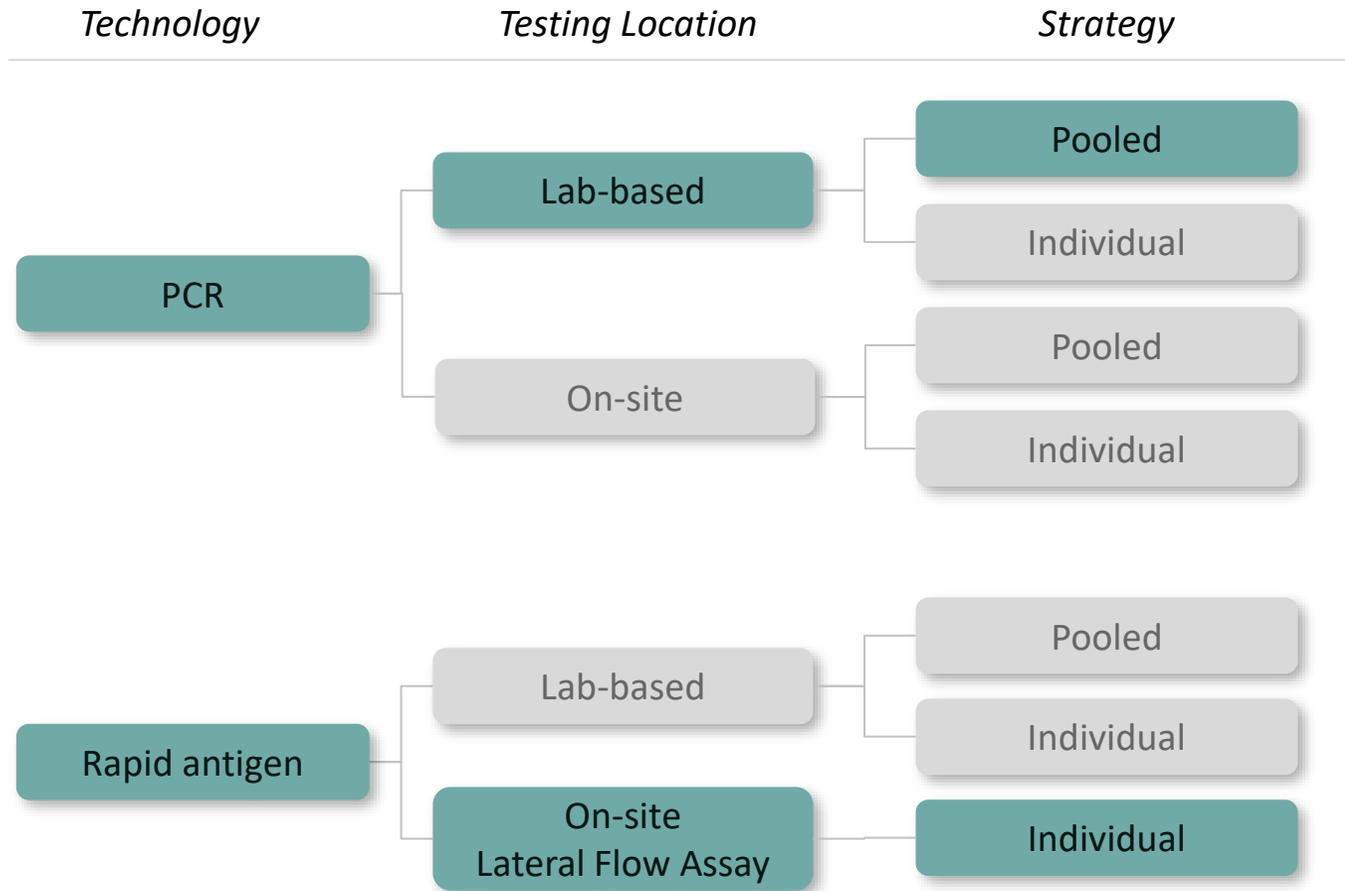 Technology
Testing Location
Strategy
PCR
Lab-based
Pooled
Individual
On-site
Pooled
Individual
Rapid antigen
Lab-based
Pooled
Individual
On-site
Lateral Flow Assay
Individual